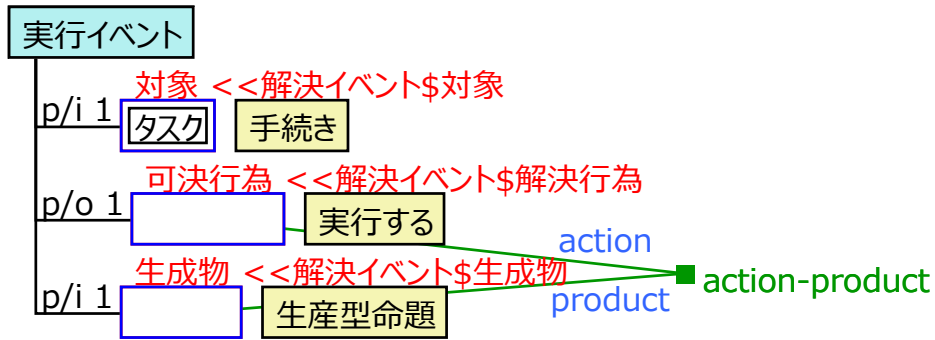 実行イベント
対象 <<解決イベント$対象
p/i 1
タスク
手続き
可決行為 <<解決イベント$解決行為
p/o 1
実行する
action
生成物 <<解決イベント$生成物
action-product
p/i 1
product
生産型命題